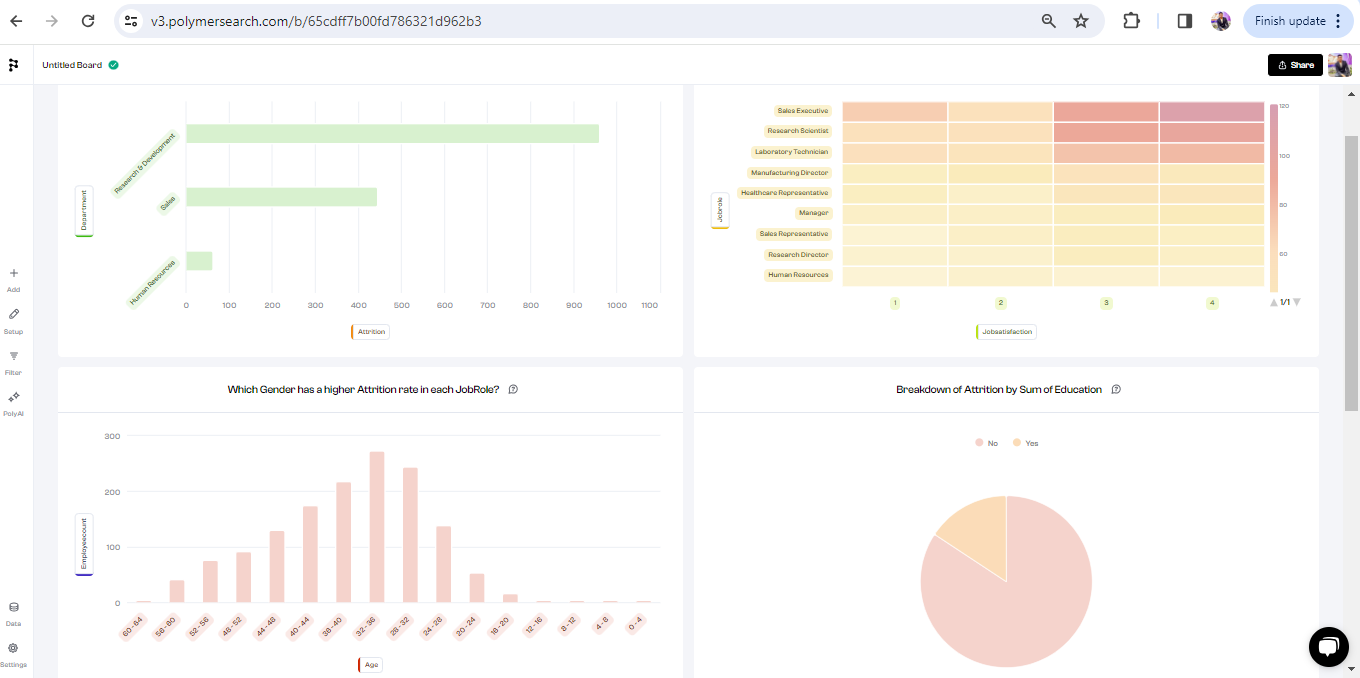 v3.polymersearch.com/b/65cdff7b00fd786321d962b3
Finish update
Untitled Board
Share
Department
Research & Development
Sales
Human Resources
0 100 200 300 400 500 600 700 800 900 1000 1100
Attrition
Jobrole
Sales Executive
Research Scientist
Laboratory Technician
Manufacturing Director
Healthcare Representative
Manager
Sales Representative
Research Director
Human Resources
1 2 3 4
Jobsatisfaction
120
100
80
60
1/1
Add
Setup
Filter
PolyAI
Data
Settings
Which Gender has a higher Attrition rate in each JobRole?
Employeecount
300
200
100
0
60-64 56-60 52-56 48-52 44-48 40-44 36-40 32-36 28-32 24-28 20-24 16-20 12-16 8-12 4-8 0-4
Age
Breakdown of Attrition by Sum of Education
No Yes